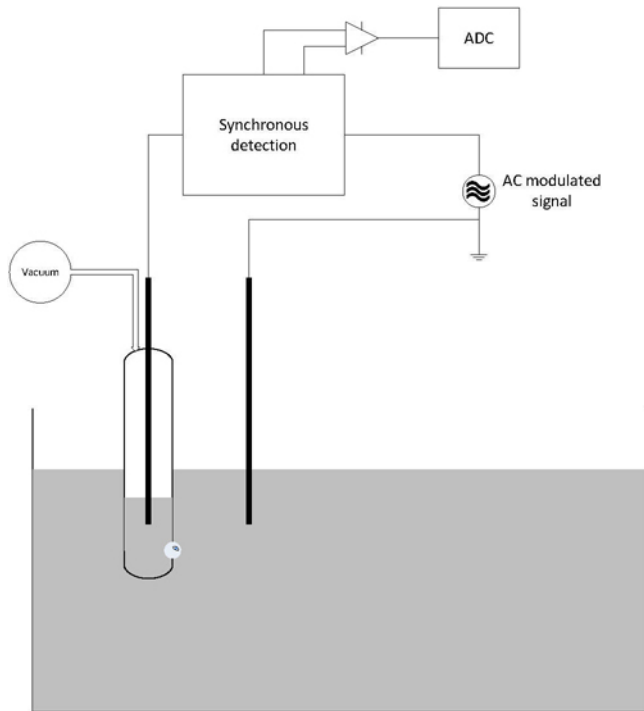 ADC
Synchronous
detection
AC modulated
signal
Vacuum